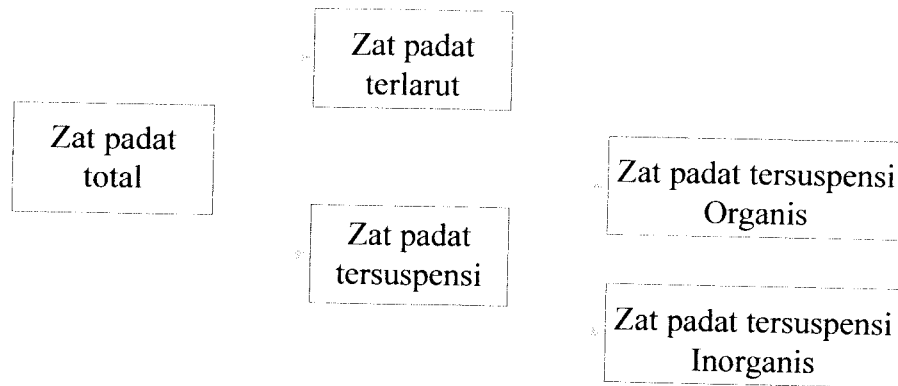 Zat padat
total
Zat padat
terlarut
Zat padat
tersuspensi
Zat padat tersuspensi
Organis
Zat padat tersuspensi
Inorganis